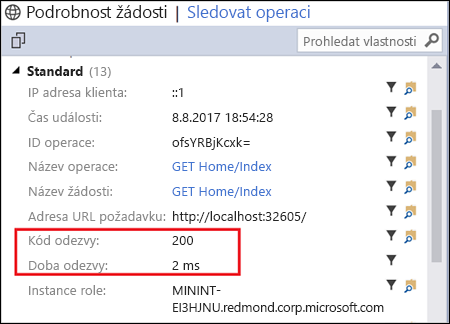 Podrobnost žádosti | Sledovat operaci
Prohledat vlastnosti
Standard (13)
IP adresa klienta: ::1
Čas události: 8.8.2017 18:54:28
ID operace: ofsYRBjKcxk=
Název operace: GET Home/Index
Název žádosti: GET Home/Index
Adresa URL požadavku: http://localhost:32605/
Kód odezvy: 200
Doba odezvy: 2 ms
Instance role: MININT-
EI3HJNU.redmond.corp.microsoft.com